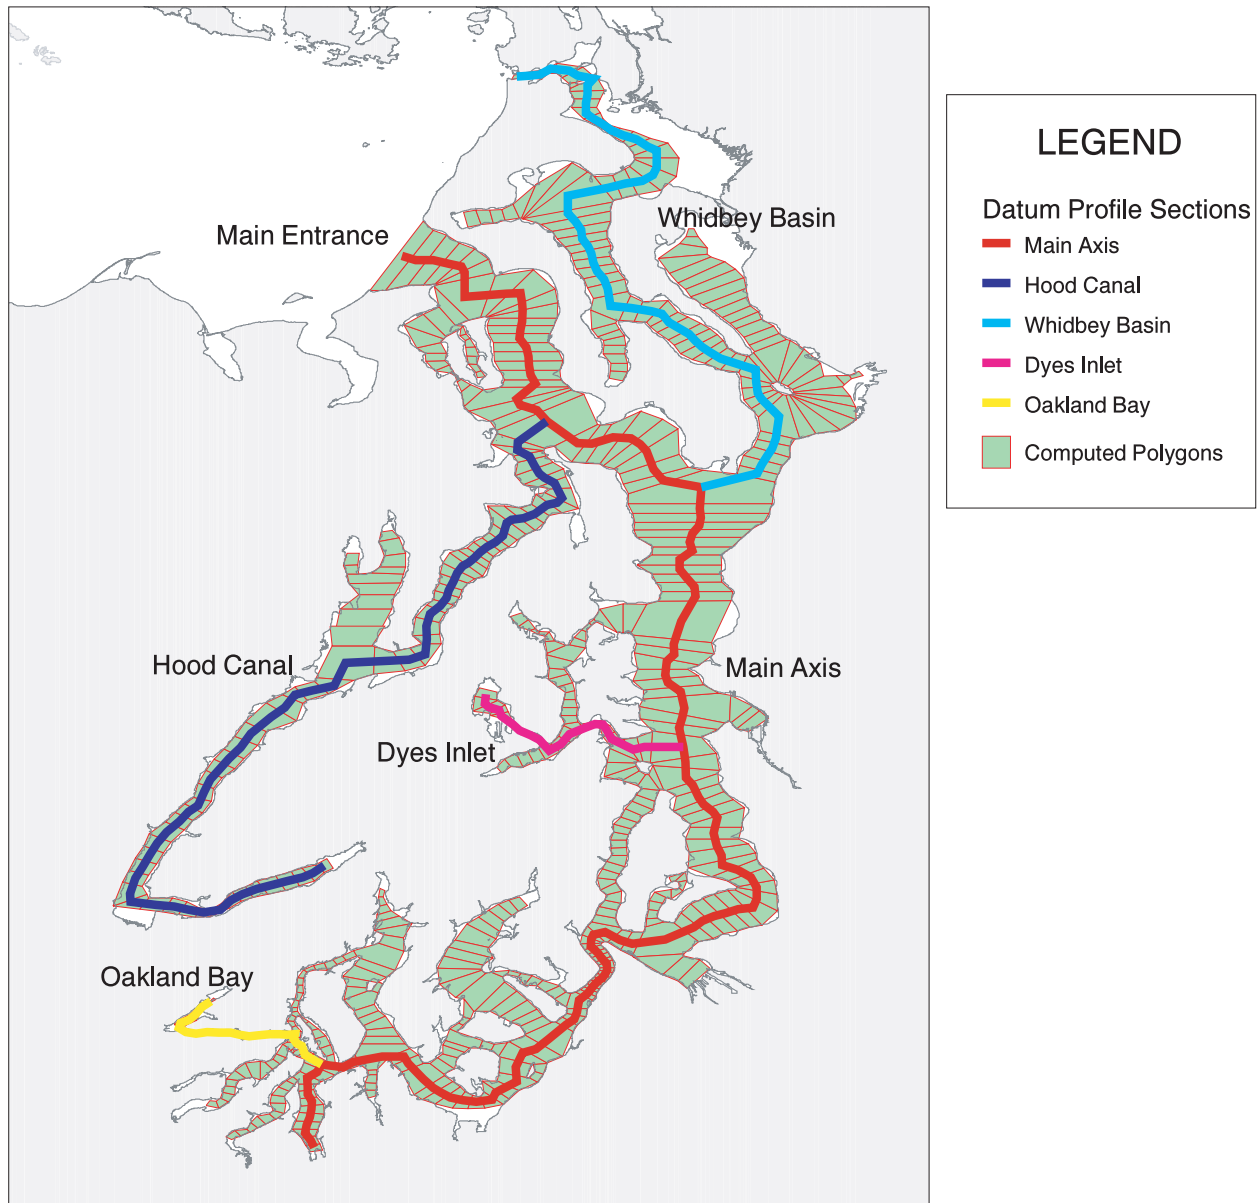 Main Entrance
Whidbey Basin
Hood Canal
Main Axis
Dyes Inlet
Oakland Bay
LEGEND
Datum Profile Sections
Main Axis
Hood Canal
Whidbey Basin
Dyes Inlet
Oakland Bay
Computed Polygons